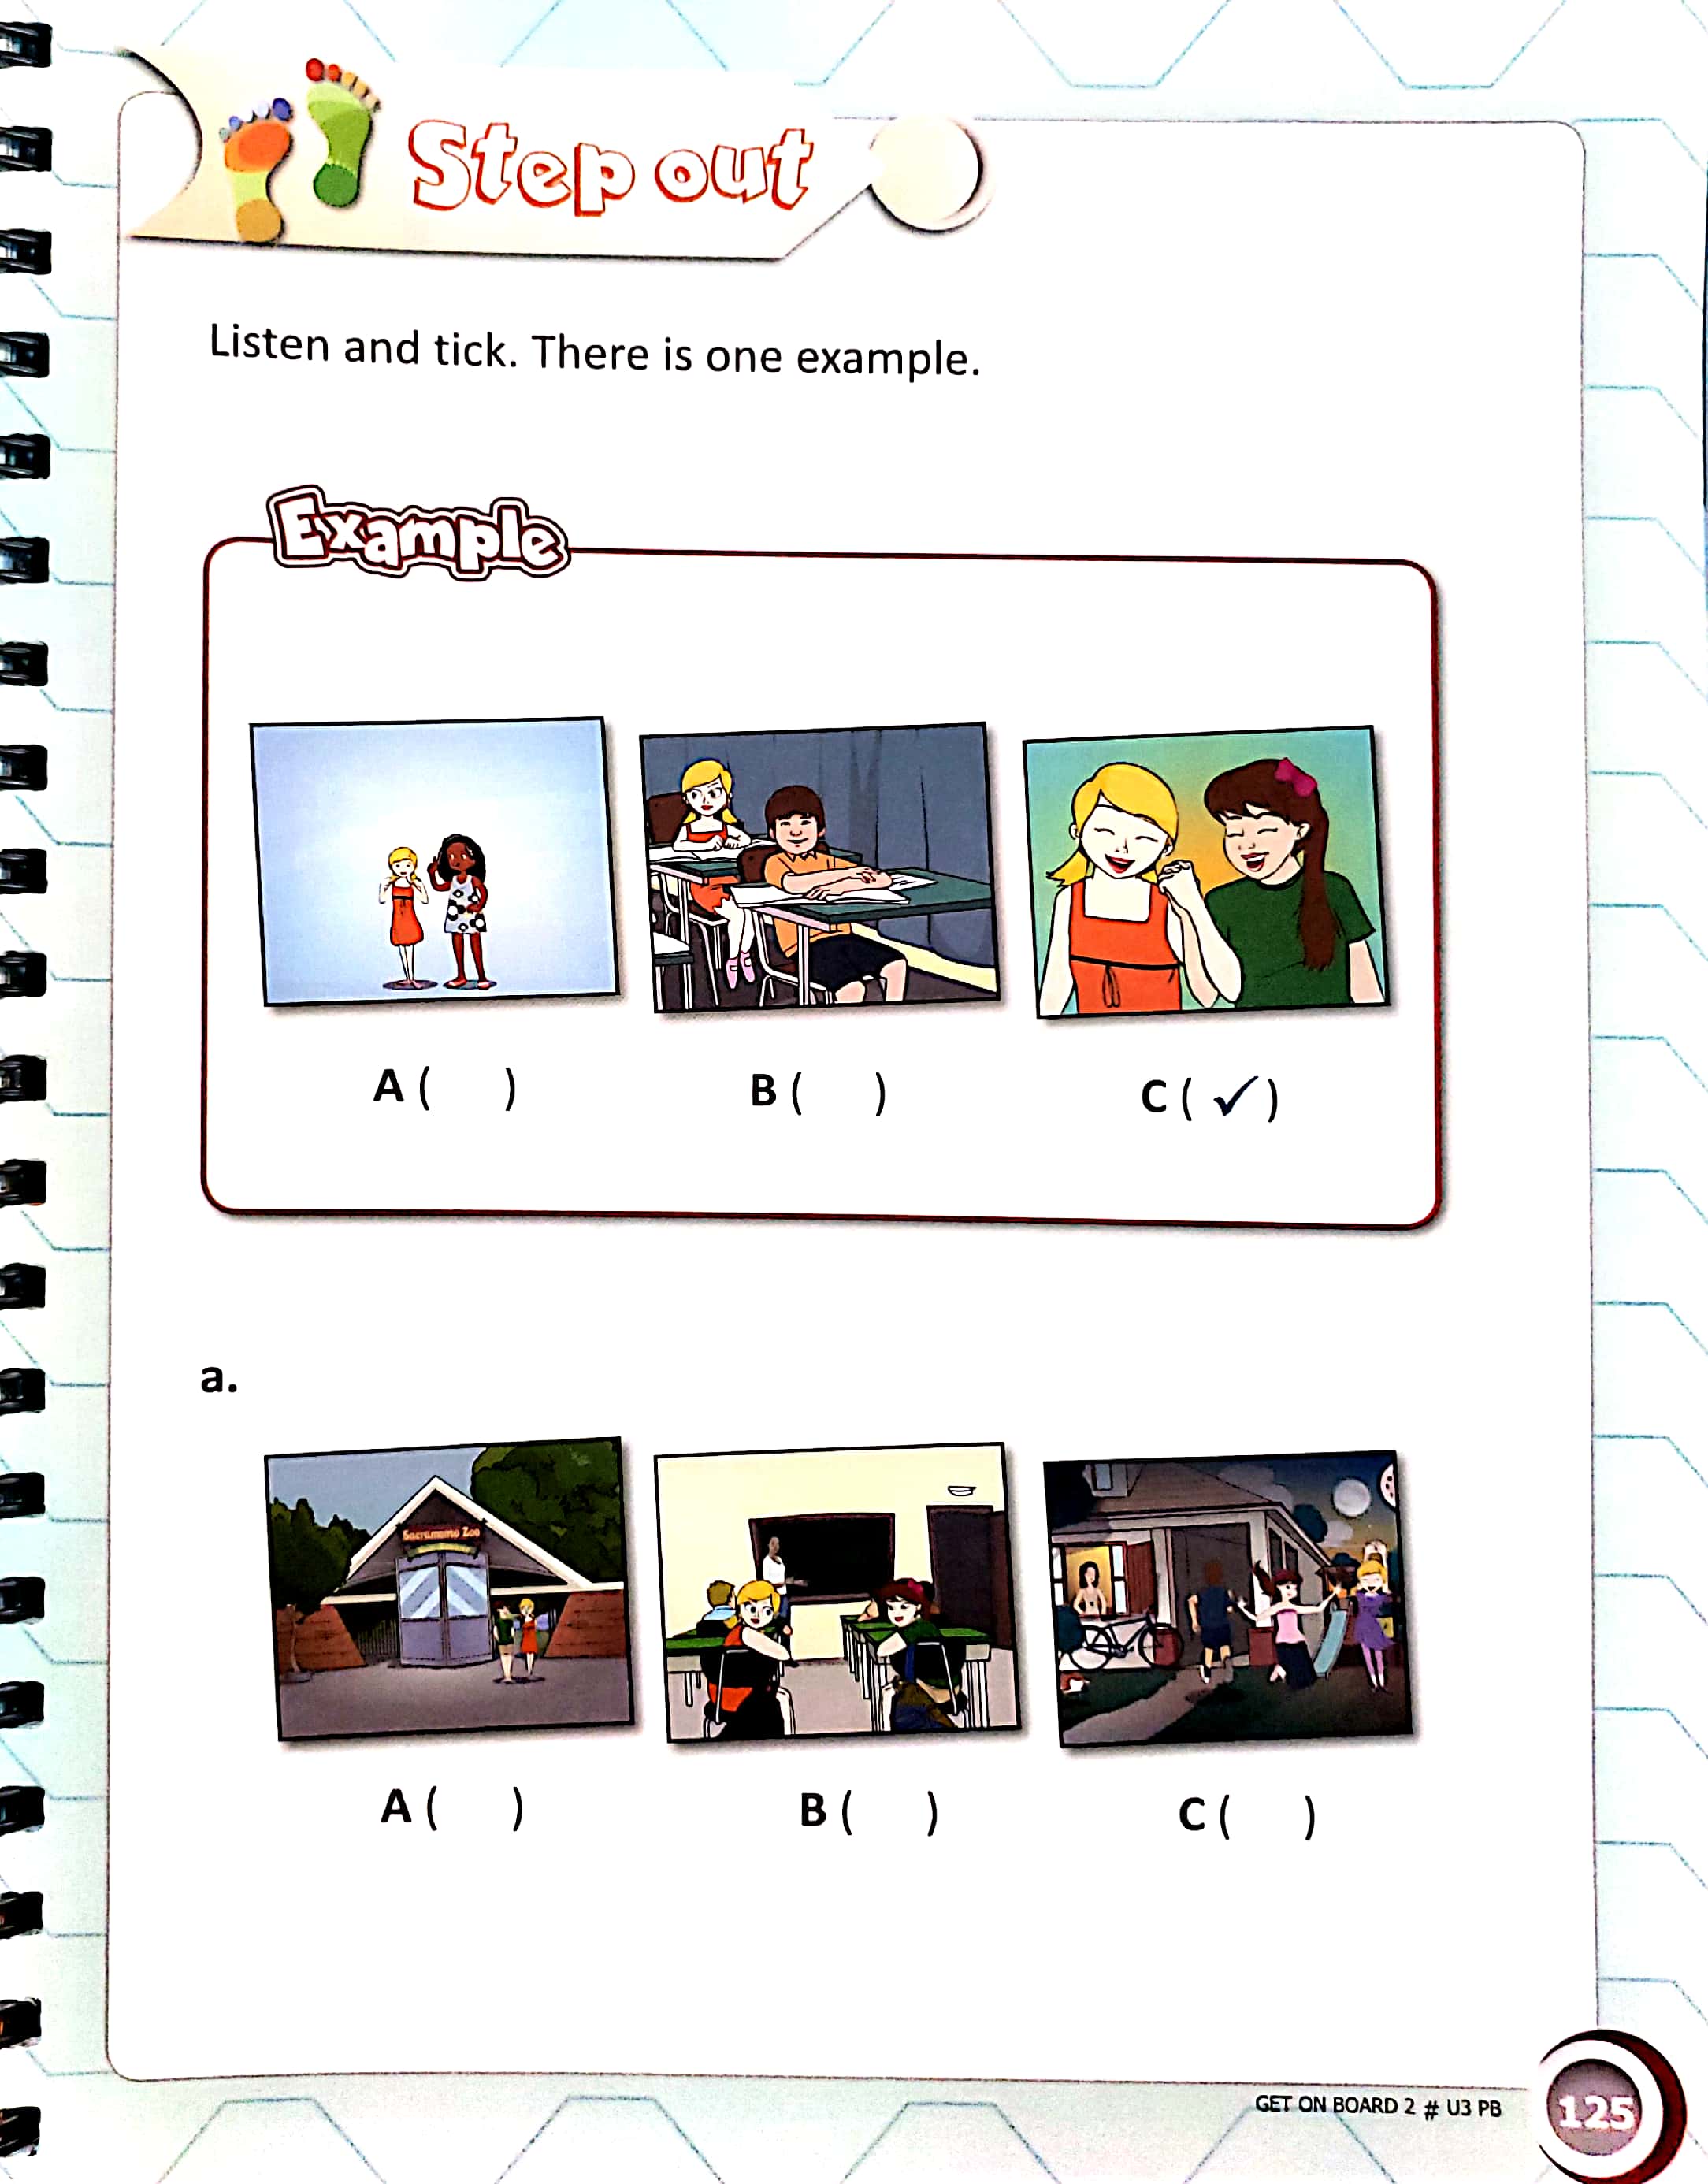 Step out
Listen and tick. There is one example.
Example
A ( )
B ( )
C ( ✓ )
a.
Sacramento Zoo
A ( )
B ( )
C ( )
GET ON BOARD 2 # U3 PB
125